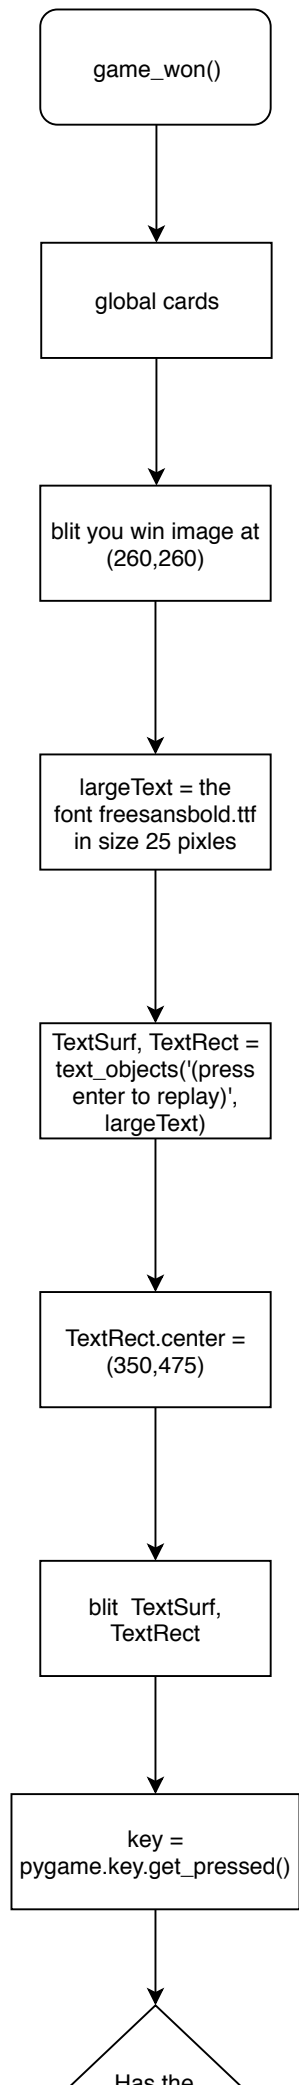 game_won()
global cards
blit you win image at
(260,260)
largeText = the
font freesansbold.ttf
in size 25 pixles
TextSurf, TextRect =
text_objects('(press
enter to replay)',
largeText)
TextRect.center =
(350,475)
blit  TextSurf,
TextRect
key =
pygame.key.get_pressed()
Has the